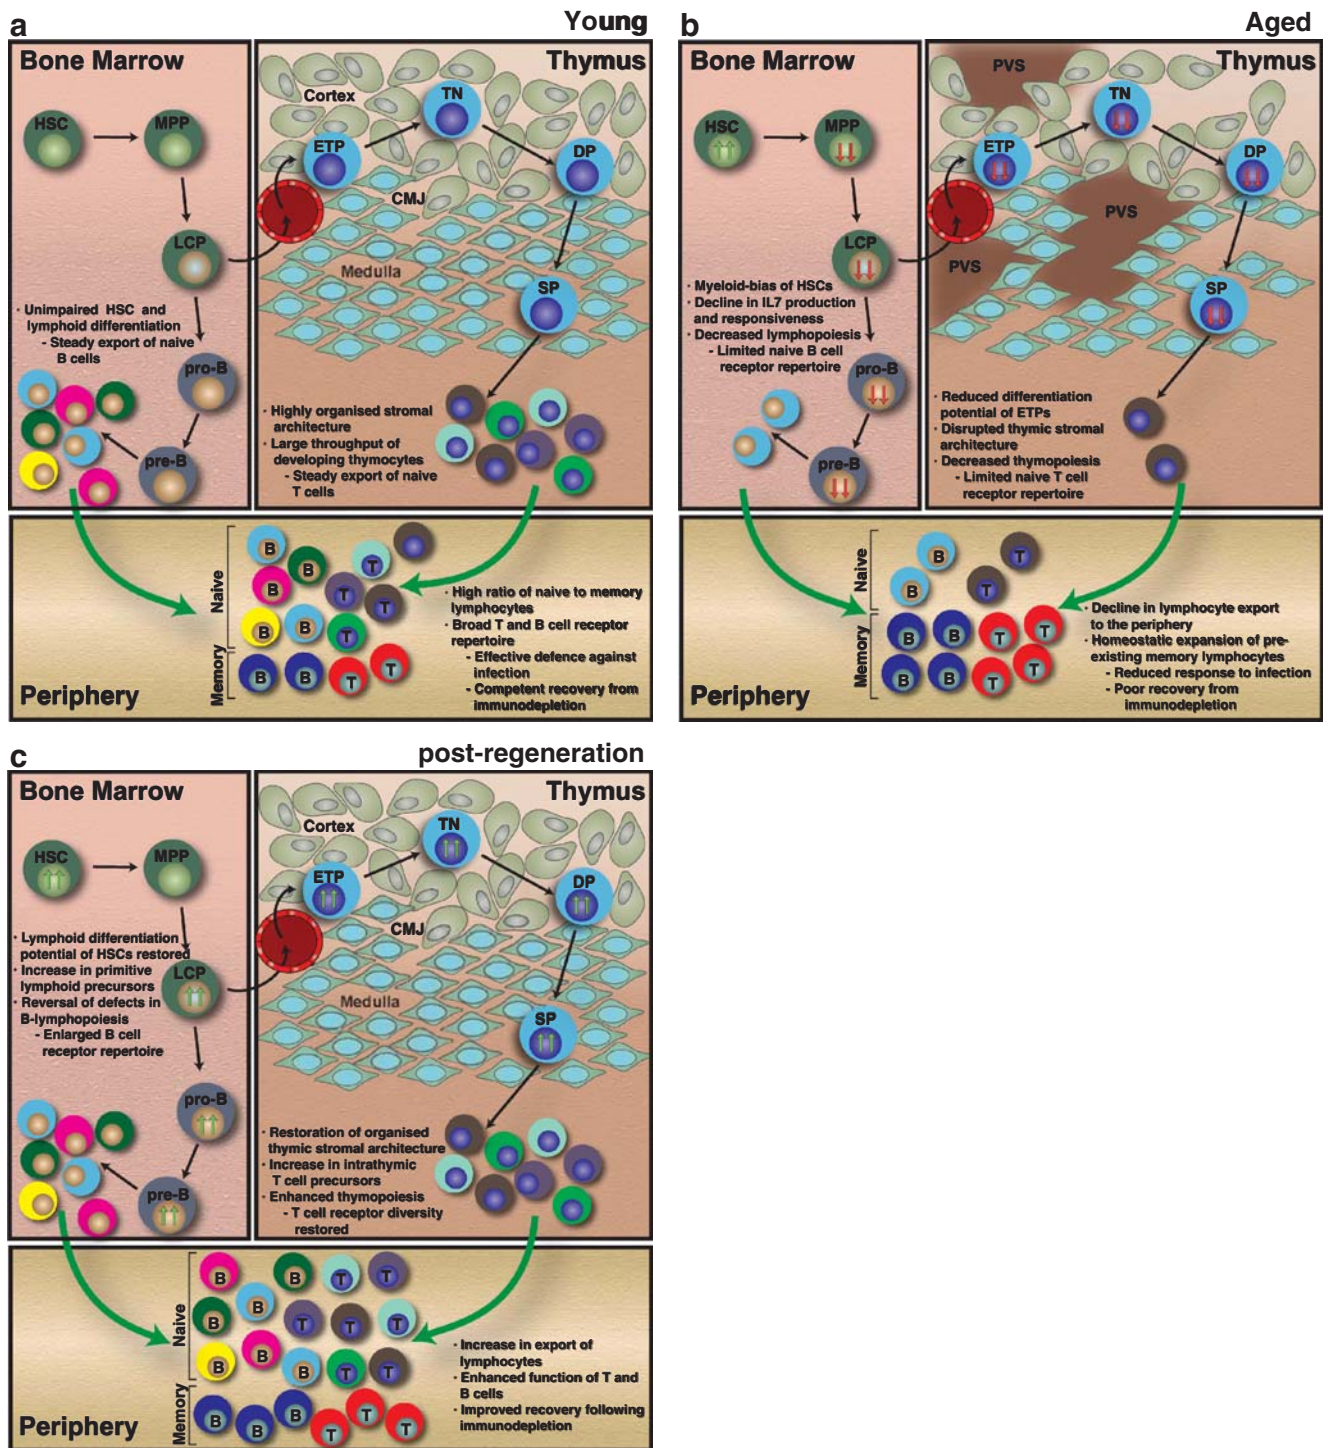 a
Young
Bone Marrow
HSC
MPP
LCP
· Unimpaired HSC and
lymphoid differentiation
- Steady export of naive
B cells
pro-B
pre-B
Thymus
Cortex
TN
ETP
DP
CMJ
Medulla
SP
· Highly organised stromal
architecture
· Large throughput of
developing thymocytes
- Steady export of naive
T cells
Periphery
Naive
Memory
B
B
T
B
T
T
B
B
T
B
B
T
T
· High ratio of naive to memory
lymphocytes
· Broad T and B cell receptor
repertoire
- Effective defence against
infection
- Competent recovery from
immunodepletion
b
Aged
Bone Marrow
HSC
MPP
LCP
· Myeloid-bias of HSCs
· Decline in IL7 production
and responsiveness
· Decreased lymphopoiesis
- Limited naive B cell
receptor repertoire
pro-B
pre-B
Thymus
PVS
TN
ETP
DP
PVS
PVS
SP
· Reduced differentiation
potential of ETPs
· Disrupted thymic stromal
architecture
· Decreased thymopoiesis
- Limited naive T cell
receptor repertoire
Periphery
Naive
Memory
B
T
B
T
B
B
T
T
B
B
T
T
· Decline in lymphocyte export
to the periphery
· Homeostatic expansion of pre-
existing memory lymphocytes
- Reduced response to infection
- Poor recovery from
immunodepletion
c
post-regeneration
Bone Marrow
HSC
MPP
· Lymphoid differentiation
potential of HSCs restored
· Increase in primitive
lymphoid precursors
· Reversal of defects in
B-lymphopoiesis
- Enlarged B cell
receptor repertoire
LCP
pro-B
pre-B
Thymus
Cortex
TN
ETP
DP
CMJ
Medulla
SP
· Restoration of organised
thymic stromal architecture
· Increase in intrathymic
T cell precursors
· Enhanced thymopoiesis
- T cell receptor diversity
restored
Periphery
Naive
Memory
B
B
T
T
B
B
T
T
T
B
B
B
T
T
B
B
B
T
T
T
· Increase in export of
lymphocytes
· Enhanced function of T and
B cells
· Improved recovery following
immunodepletion